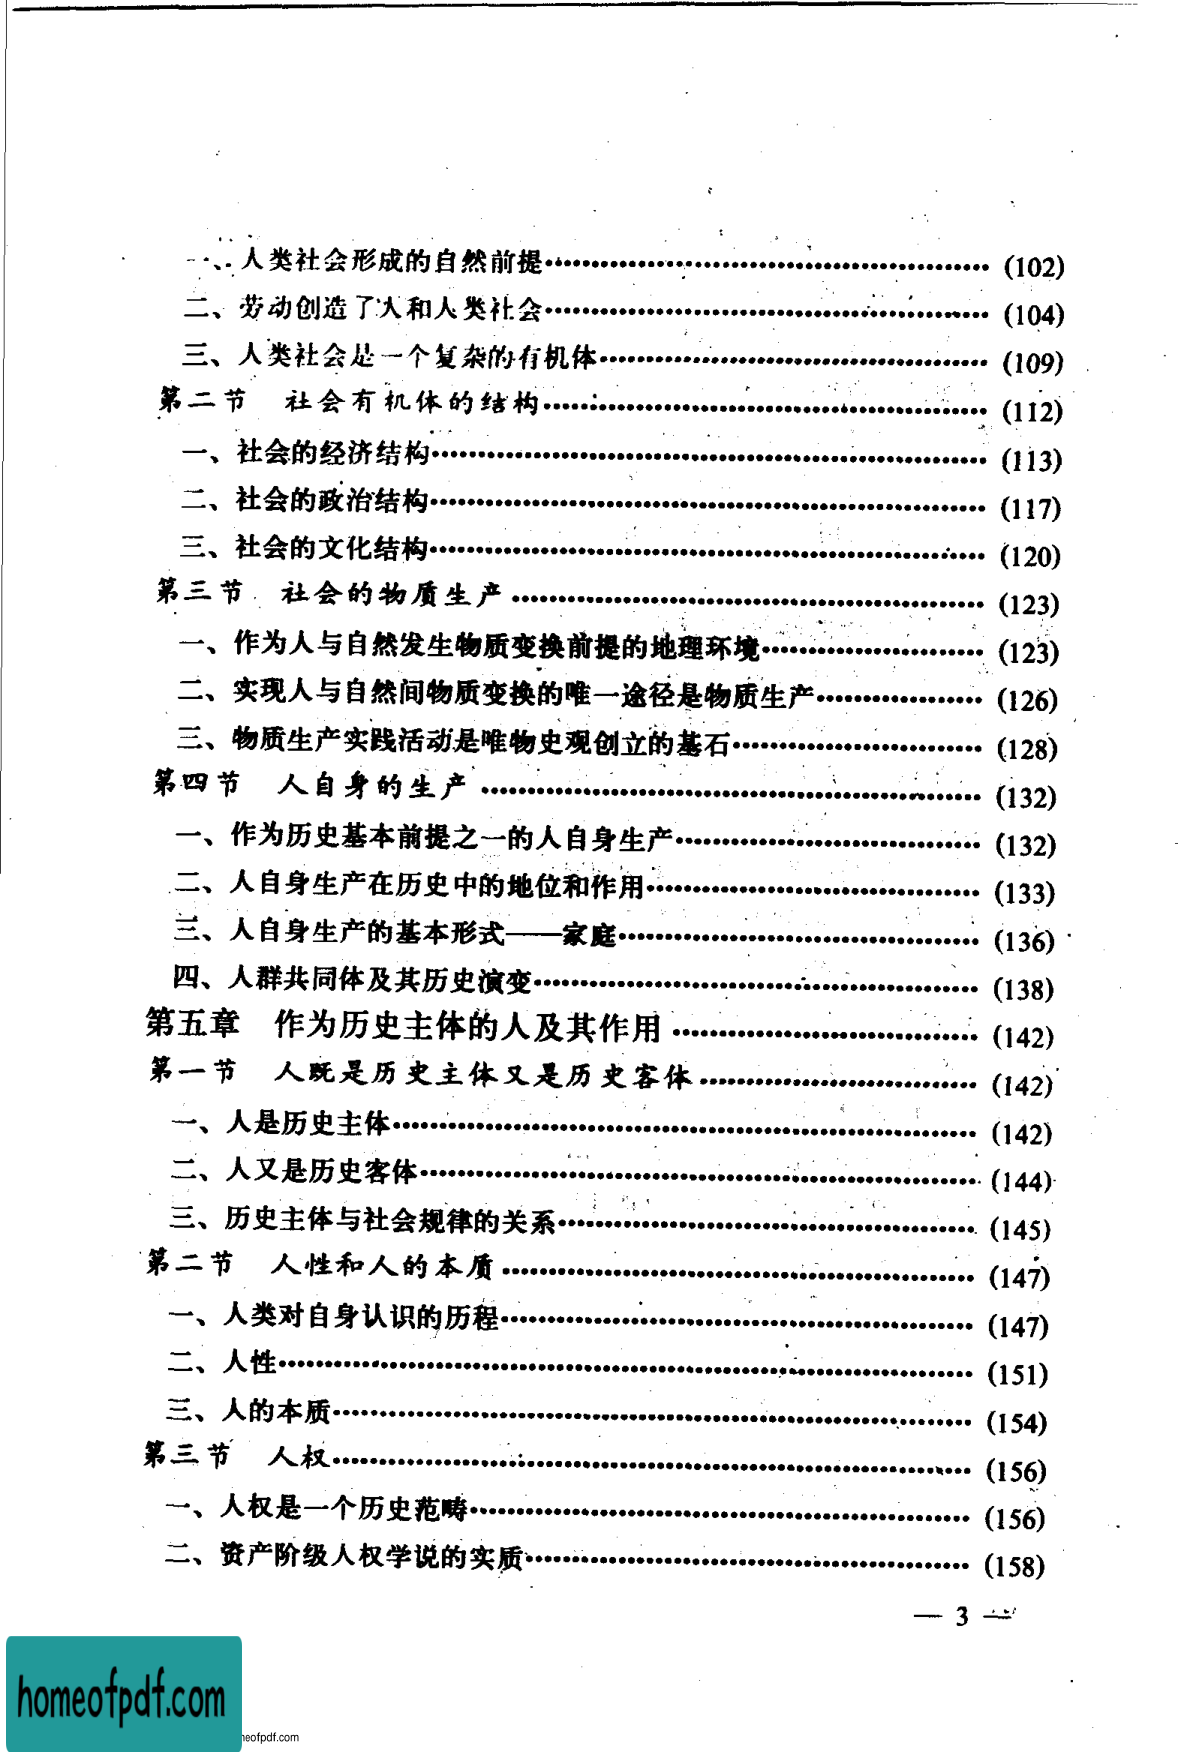 一、人类社会形成的自然前提………………(102)
二、劳动创造了人和人类社会………………(104)
三、人类社会是一个复杂的有机体………………(109)
第二节　社会有机体的结构………………(112)
一、社会的经济结构………………(113)
二、社会的政治结构………………(117)
三、社会的文化结构………………(120)
第三节　社会的物质生产………………(123)
一、作为人与自然发生物质变换前提的地理环境………………(123)
二、实现人与自然间物质变换的唯一途径是物质生产………………(126)
三、物质生产实践活动是唯物史观创立的基石………………(128)
第四节　人自身的生产………………(132)
一、作为历史基本前提之一的人自身生产………………(132)
二、人自身生产在历史中的地位和作用………………(133)
三、人自身生产的基本形式——家庭………………(136)
四、人群共同体及其历史演变………………(138)
第五章　作为历史主体的人及其作用………………(142)
第一节　人既是历史主体又是历史客体………………(142)
一、人是历史主体………………(142)
二、人又是历史客体………………(144)
三、历史主体与社会规律的关系………………(145)
第二节　人性和人的本质………………(147)
一、人类对自身认识的历程………………(147)
二、人性………………(151)
三、人的本质………………(154)
第三节　人权………………(156)
一、人权是一个历史范畴………………(156)
二、资产阶级人权学说的实质………………(158)
— 3 —
homeofpdf.com
neofpdf.com